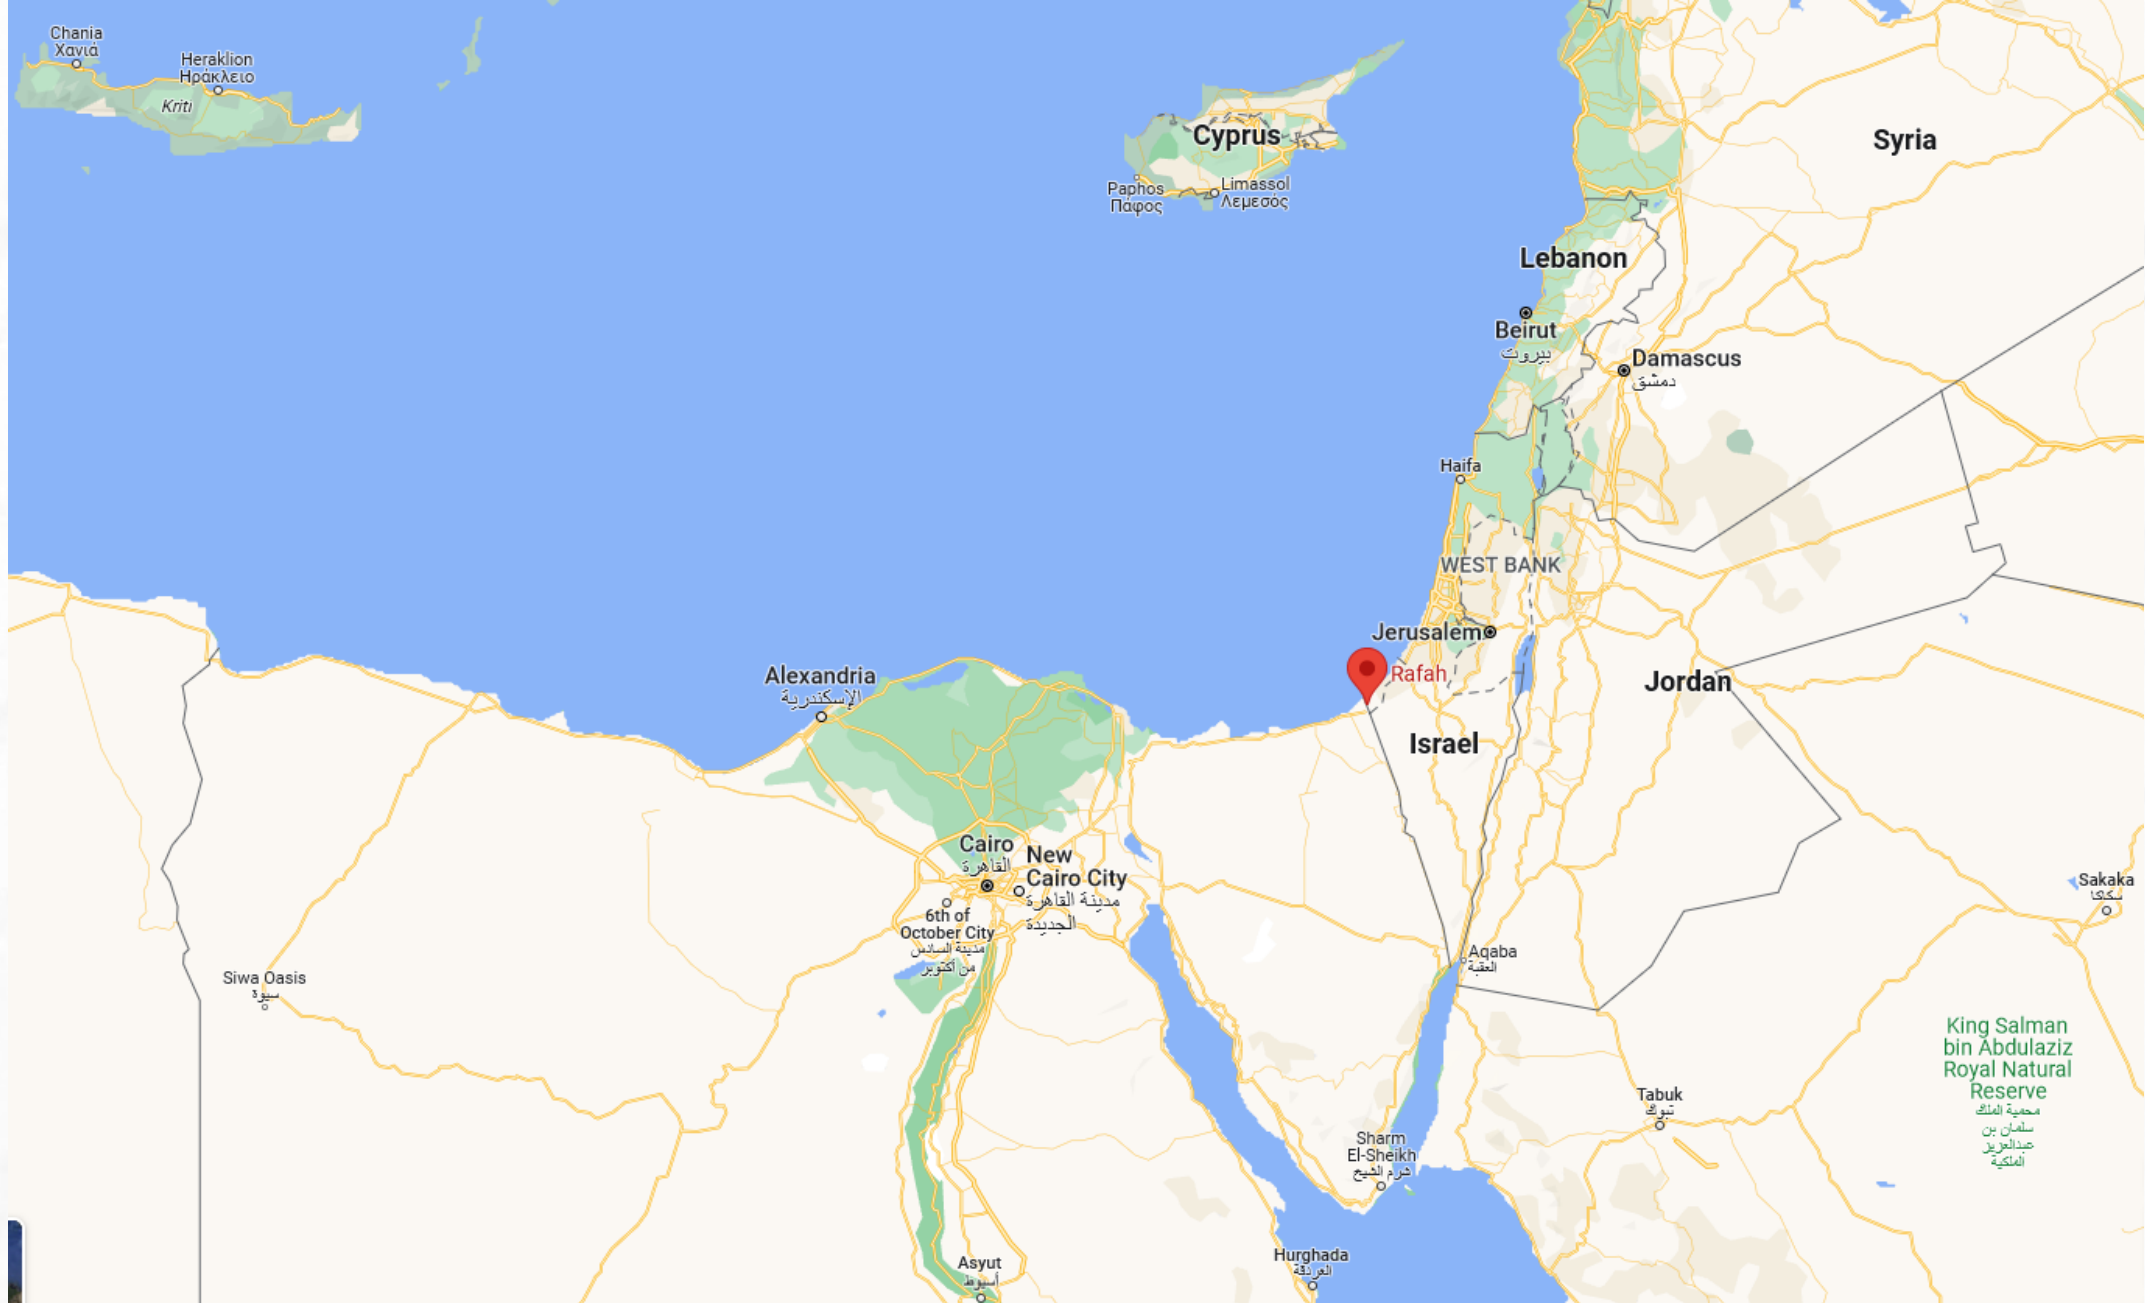 Chania
Χανιά
Heraklion
Ηράκλειο
Kriti
Cyprus
Paphos
Πάφος
Limassol
Λεμεσός
Syria
Lebanon
Beirut
بيروت
Damascus
دمشق
Haifa
WEST BANK
Jerusalem
Rafah
Alexandria
الإسكندرية
Jordan
Israel
Cairo
القاهرة
New
Cairo City
مدينة القاهرة
الجديدة
6th of
October City
مدينة السادس
من أكتوبر
Sakaka
سكاكا
Siwa Oasis
سيوة
Aqaba
العقبة
King Salman
bin Abdulaziz
Royal Natural
Reserve
محمية الملك
سلمان بن
عبدالعزيز
الملكية
Tabuk
تبوك
Sharm
El-Sheikh
شرم الشيخ
Hurghada
الغردقة
Asyut
أسيوط